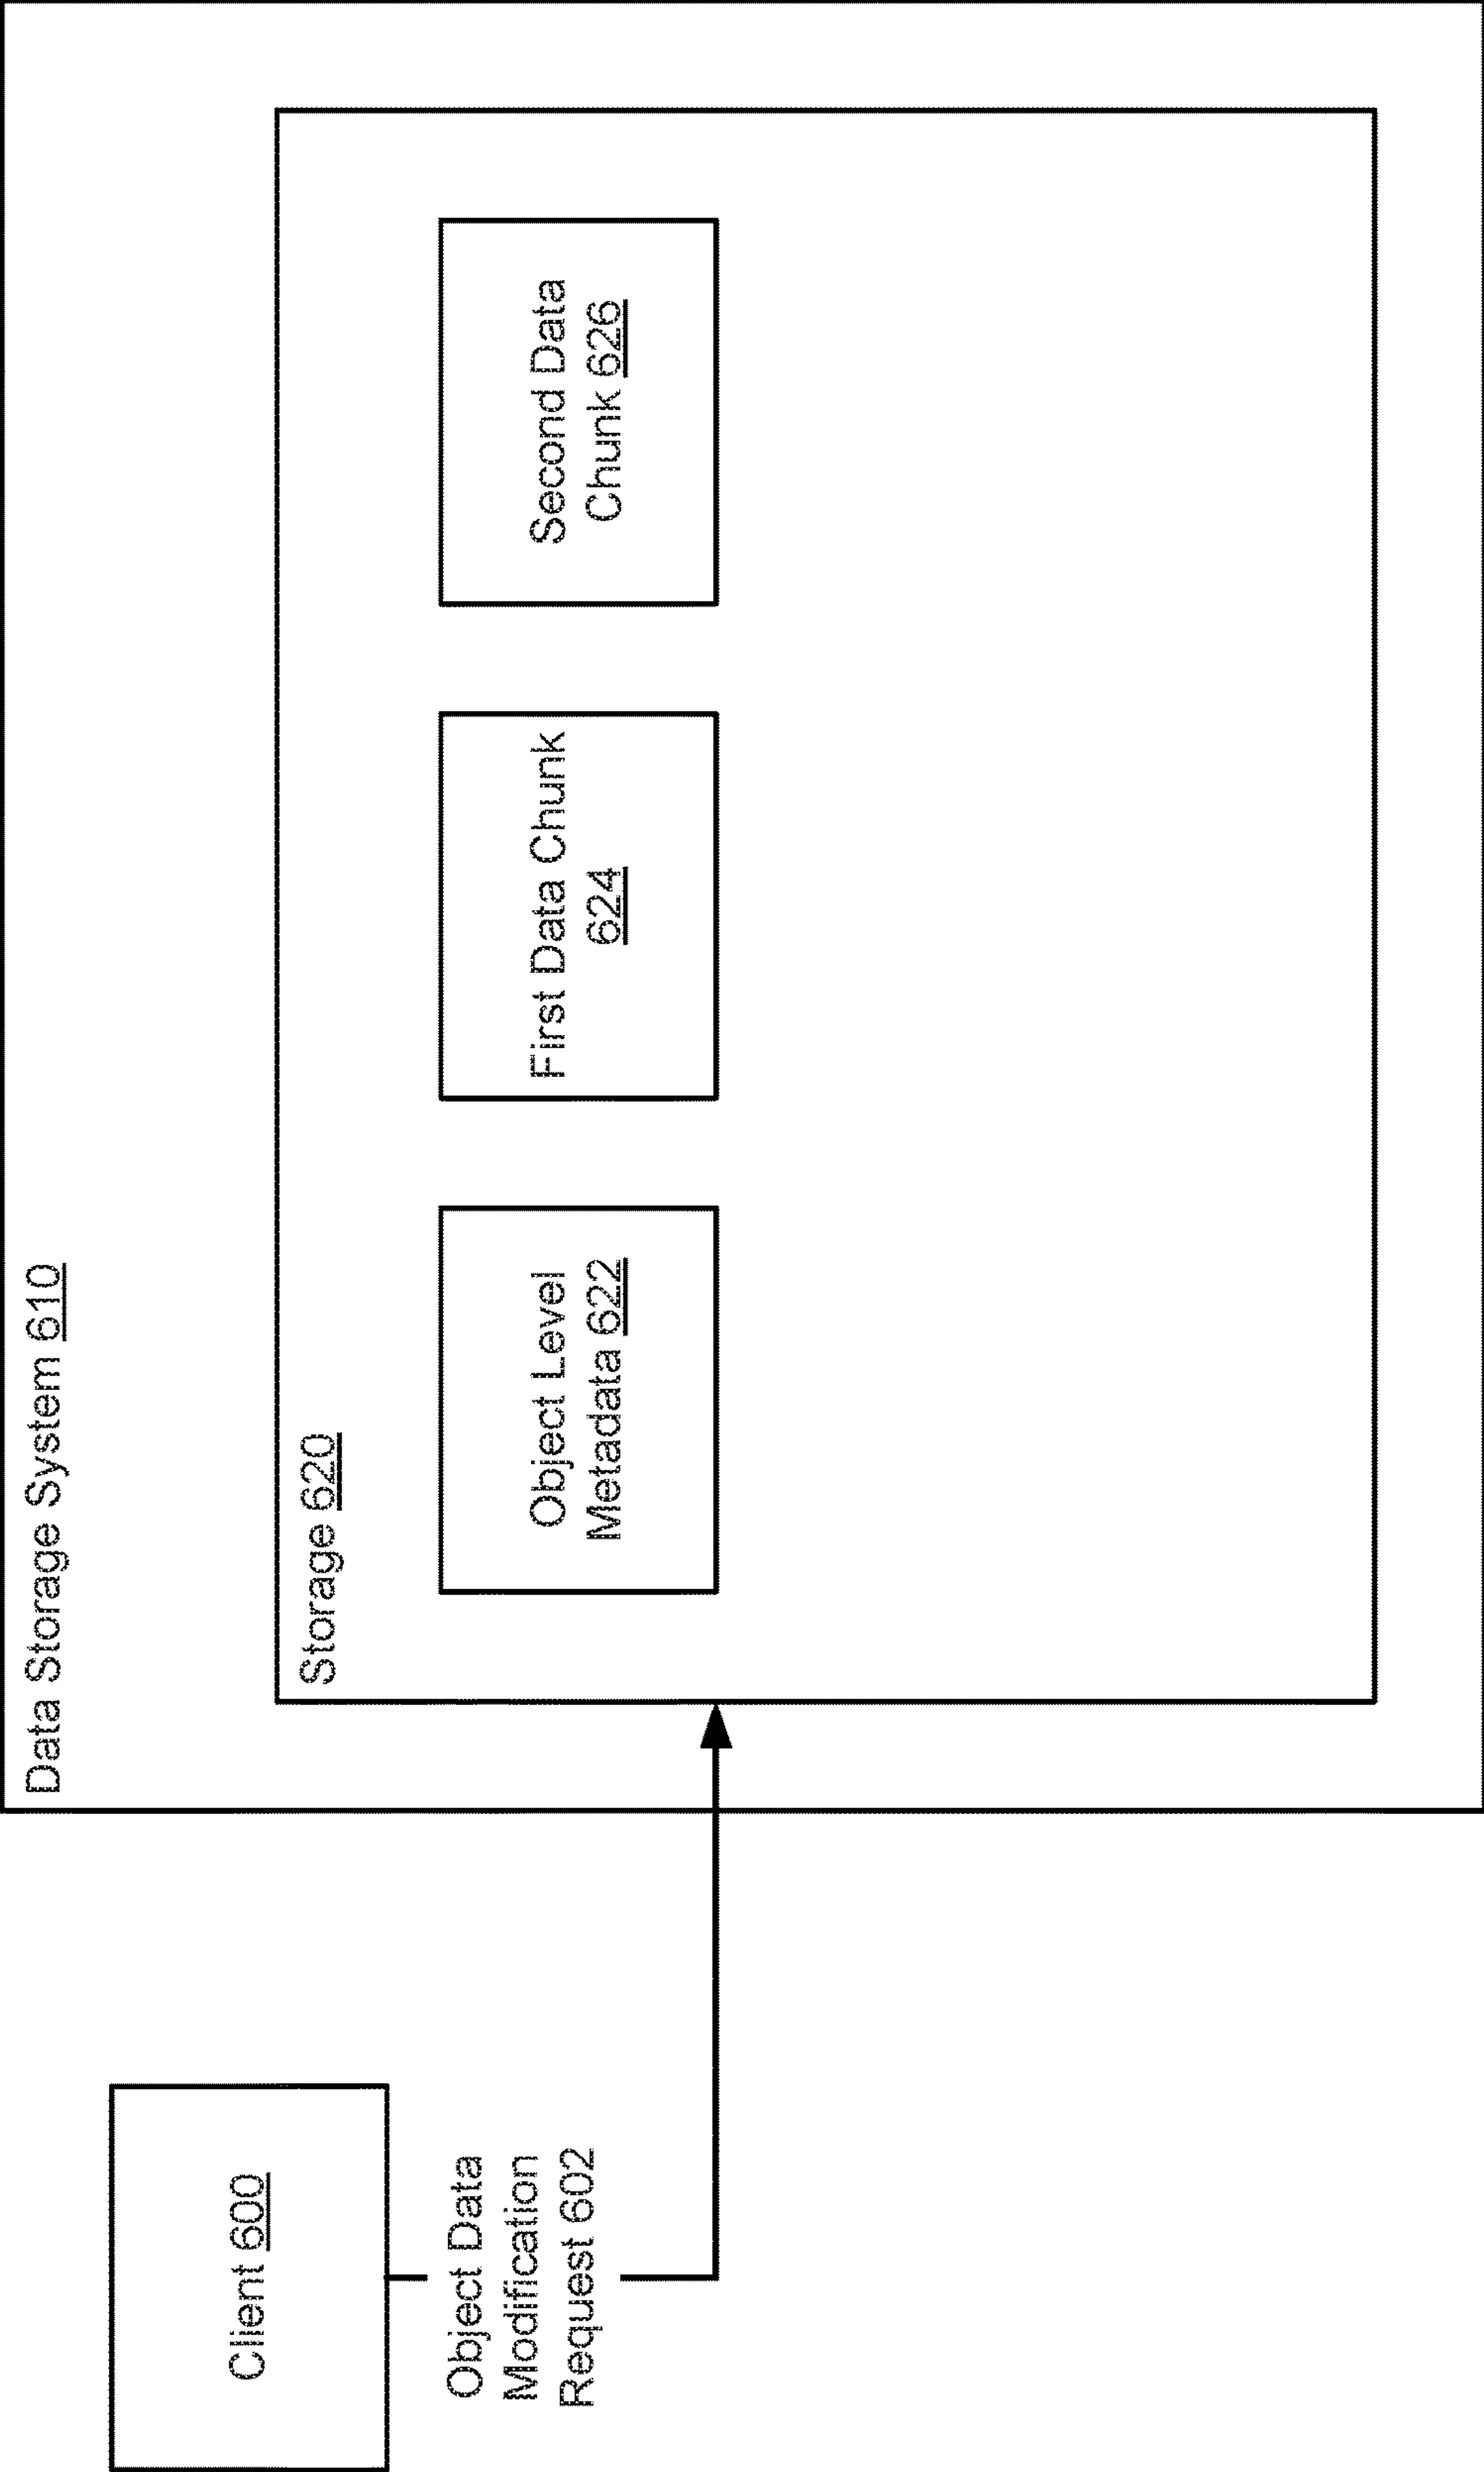 Client 600
Object Data
Modification
Request 602
Data Storage System 610
Storage 620
Object Level
Metadata 622
First Data Chunk
624
Second Data
Chunk 626